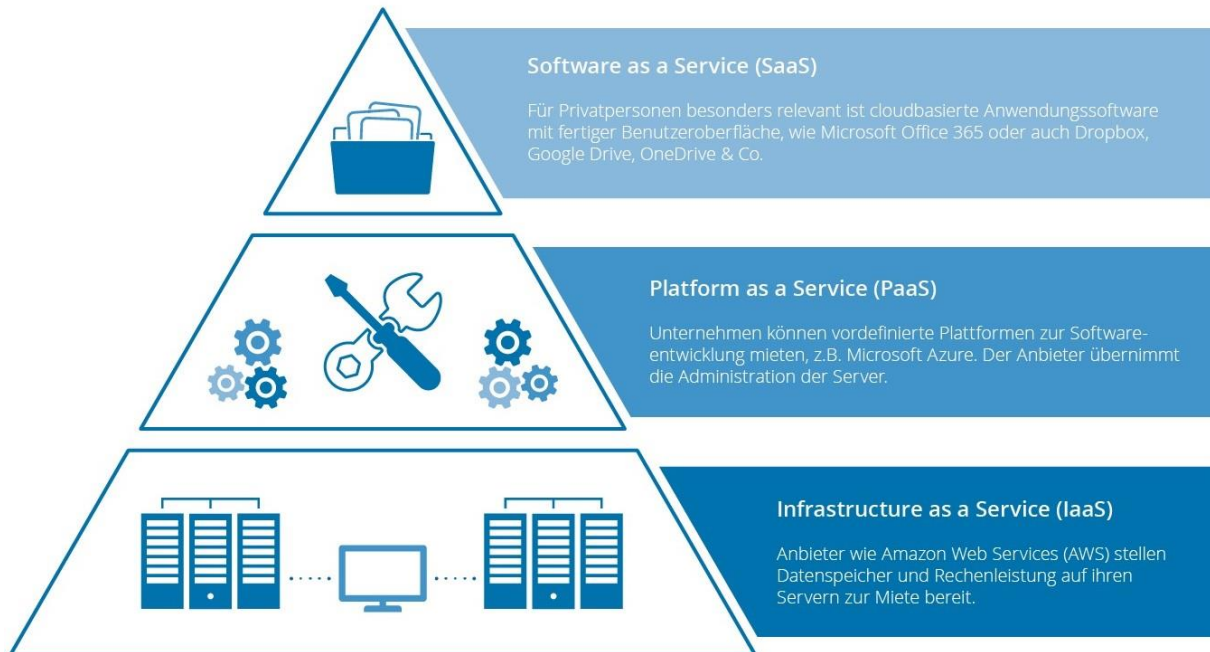 Software as a Service (SaaS)
Für Privatpersonen besonders relevant ist cloudbasierte Anwendungssoftware
mit fertiger Benutzeroberfläche, wie Microsoft Office 365 oder auch Dropbox,
Google Drive, OneDrive & Co.
Platform as a Service (PaaS)
Unternehmen können vordefinierte Plattformen zur Software-
entwicklung mieten, z.B. Microsoft Azure. Der Anbieter übernimmt
die Administration der Server.
Infrastructure as a Service (IaaS)
Anbieter wie Amazon Web Services (AWS) stellen
Datenspeicher und Rechenleistung auf ihren
Servern zur Miete bereit.